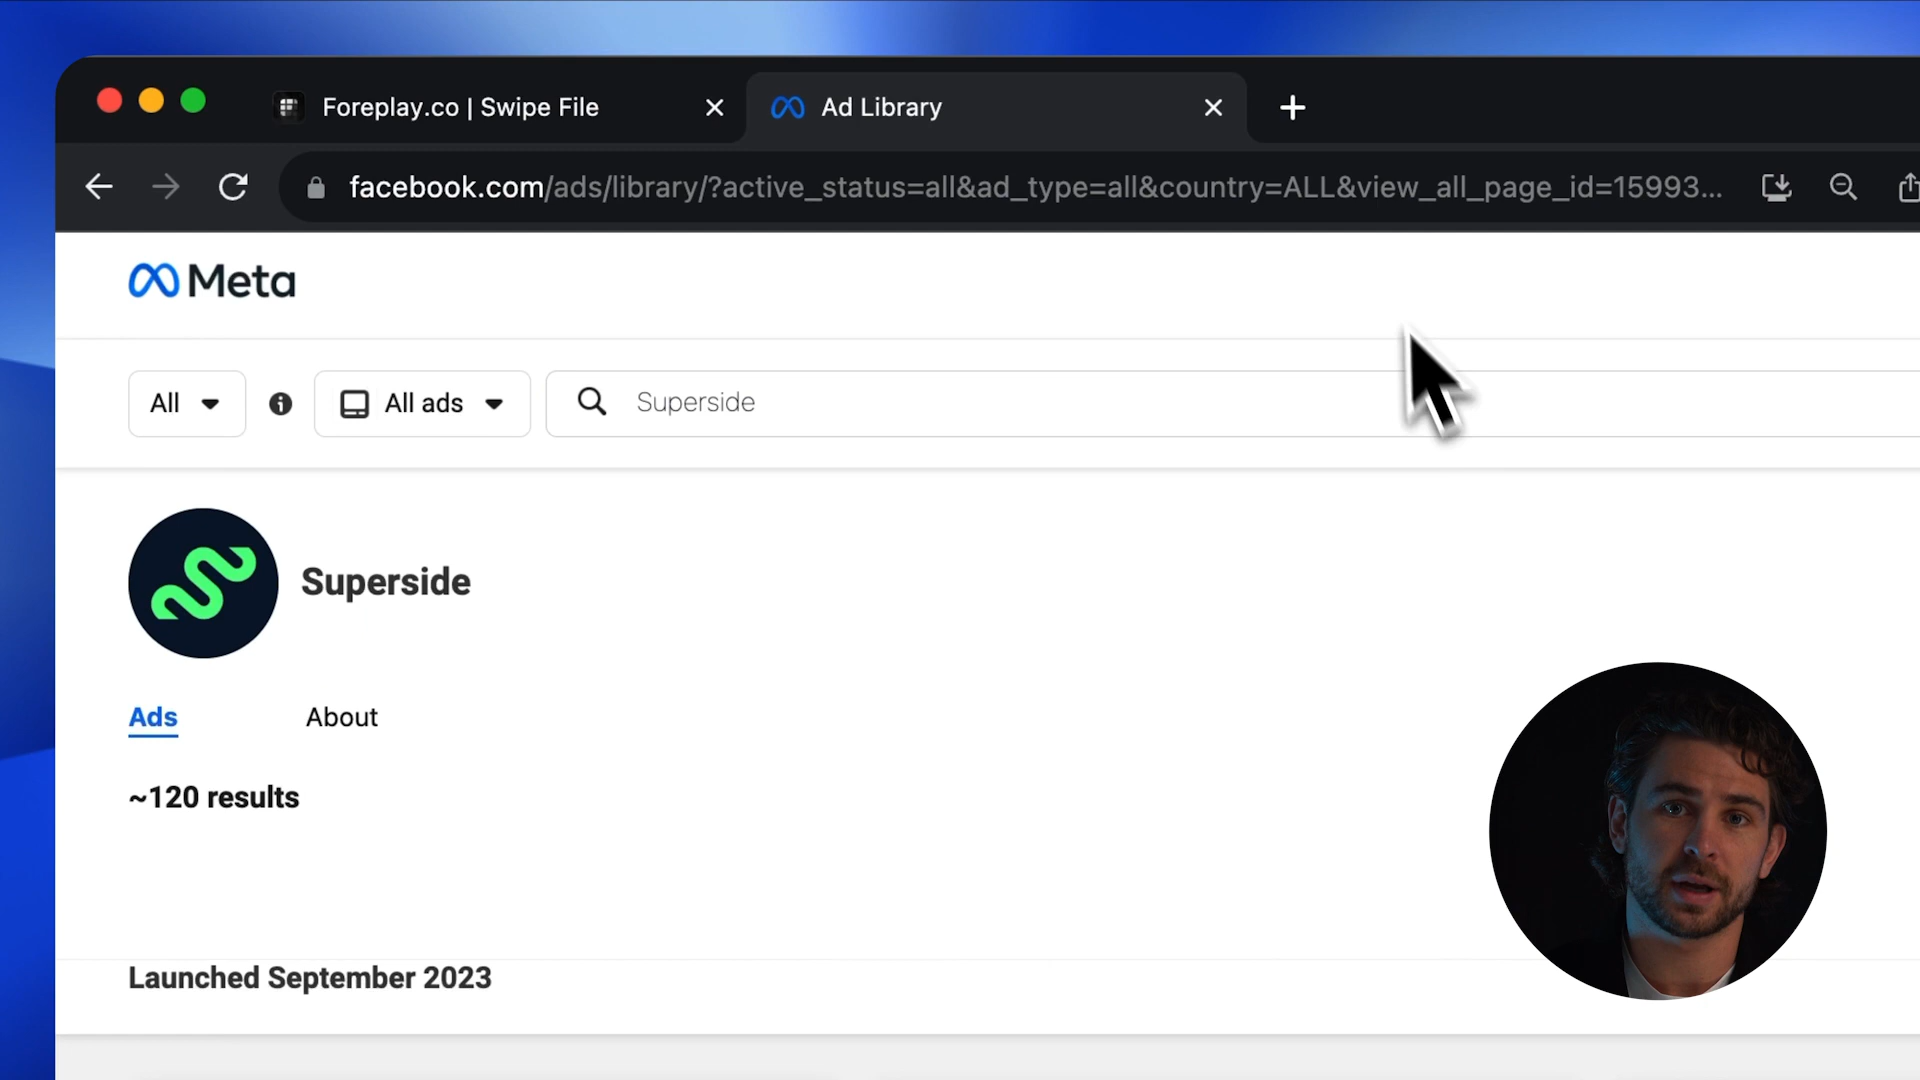 Foreplay.co | Swipe File
Ad Library
facebook.com/ads/library/?active_status=all&ad_type=all&country=ALL&view_all_page_id=15993...
Meta
All
All ads
Superside
Superside
Ads
About
~120 results
Launched September 2023